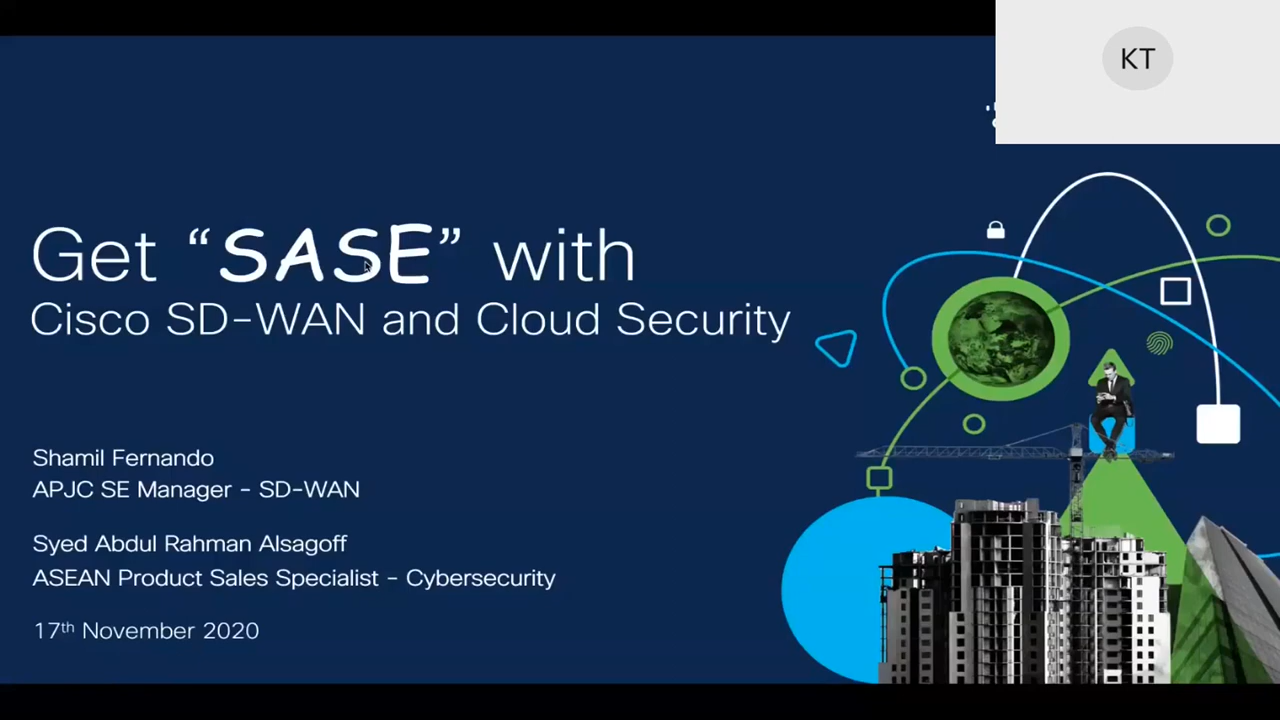 KT
Get “SASE” with
Cisco SD-WAN and Cloud Security
Shamil Fernando
APJC SE Manager - SD-WAN
Syed Abdul Rahman Alsagoff
ASEAN Product Sales Specialist - Cybersecurity
17th November 2020